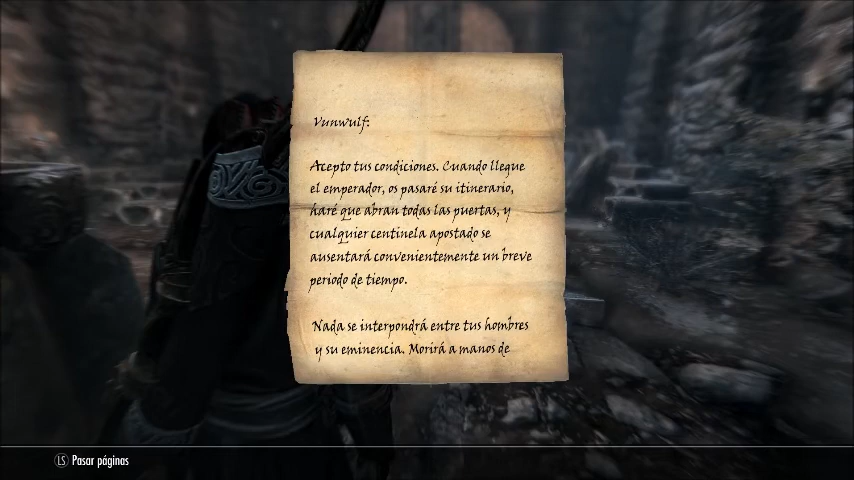 Vunwulf:
Acepto tus condiciones. Cuando llegue
el emperador, os pasaré su itinerario,
haré que abran todas las puertas, y
cualquier centinela apostado se
ausentará convenientemente un breve
periodo de tiempo.
Nada se interpondrá entre tus hombres
y su eminencia. Morirá a manos de
LS Pasar páginas